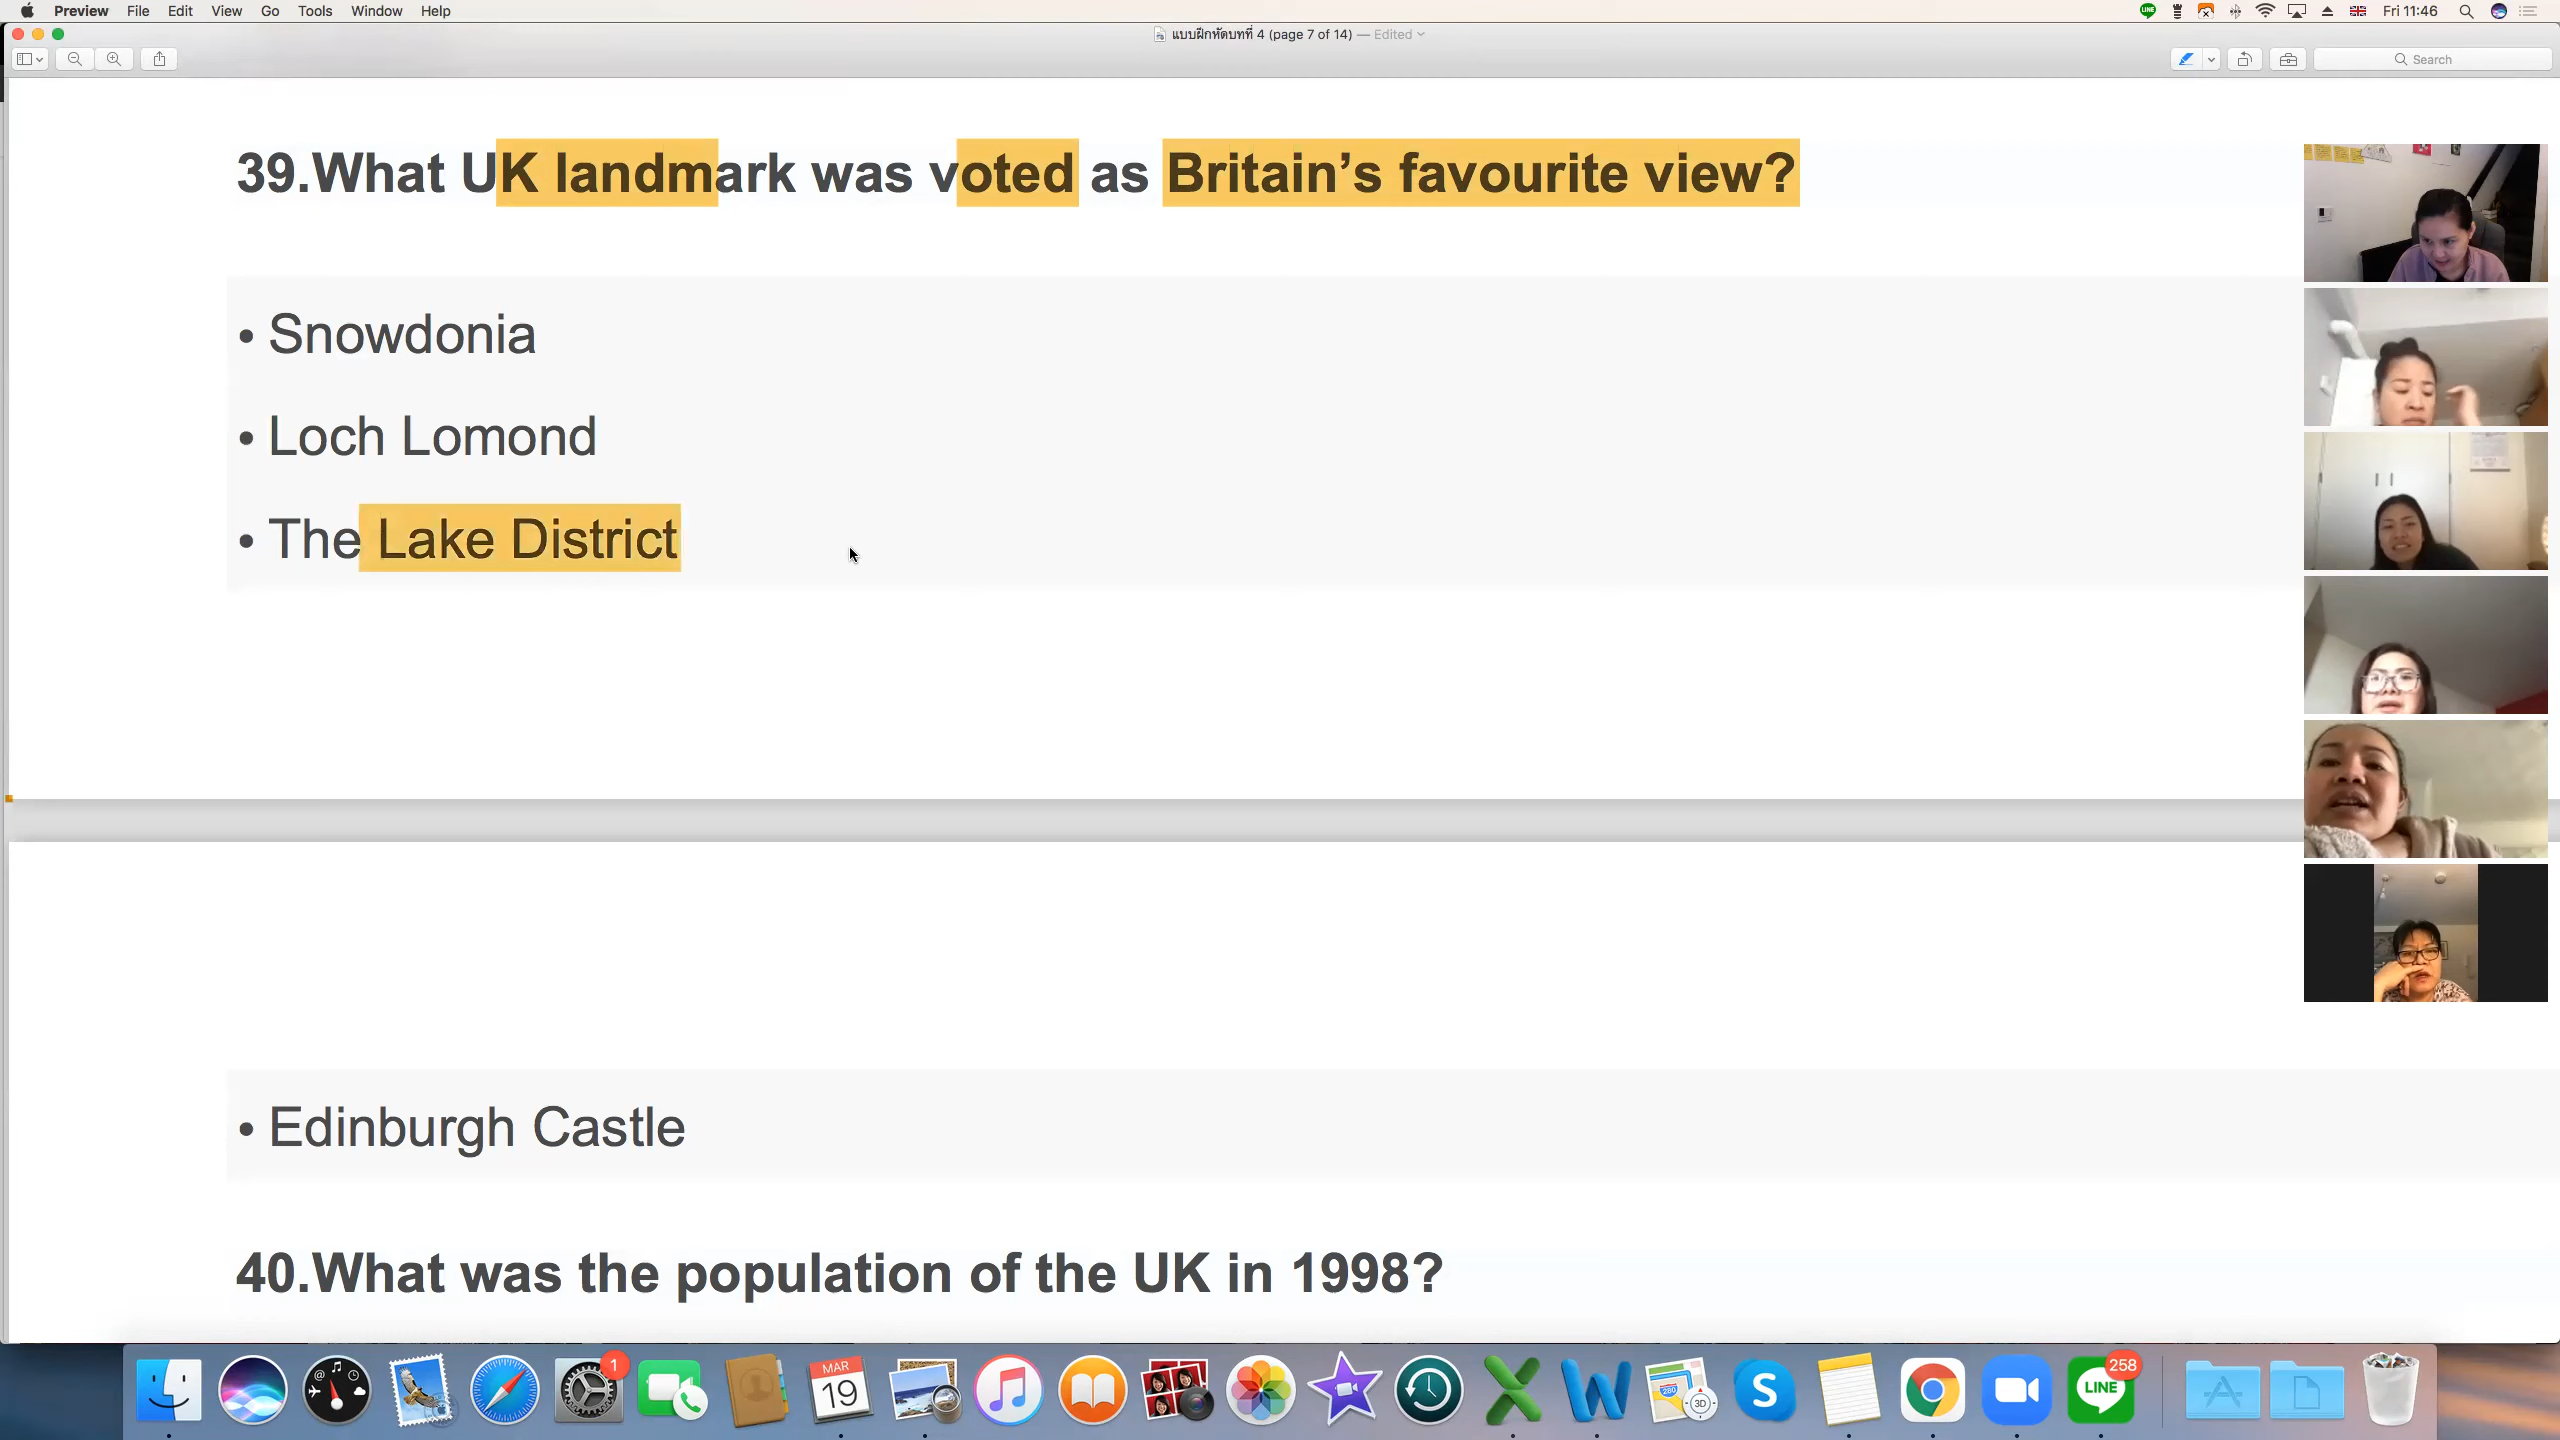 Preview File Edit View Go Tools Window Help Fri 11:46
แบบฝึกหัดบทที่ 4 (page 7 of 14) — Edited
Search
39.What UK landmark was voted as Britain’s favourite view?
• Snowdonia
• Loch Lomond
• The Lake District
• Edinburgh Castle
40.What was the population of the UK in 1998?
1
MAR
19
280
3D
X
W
S
LINE
258